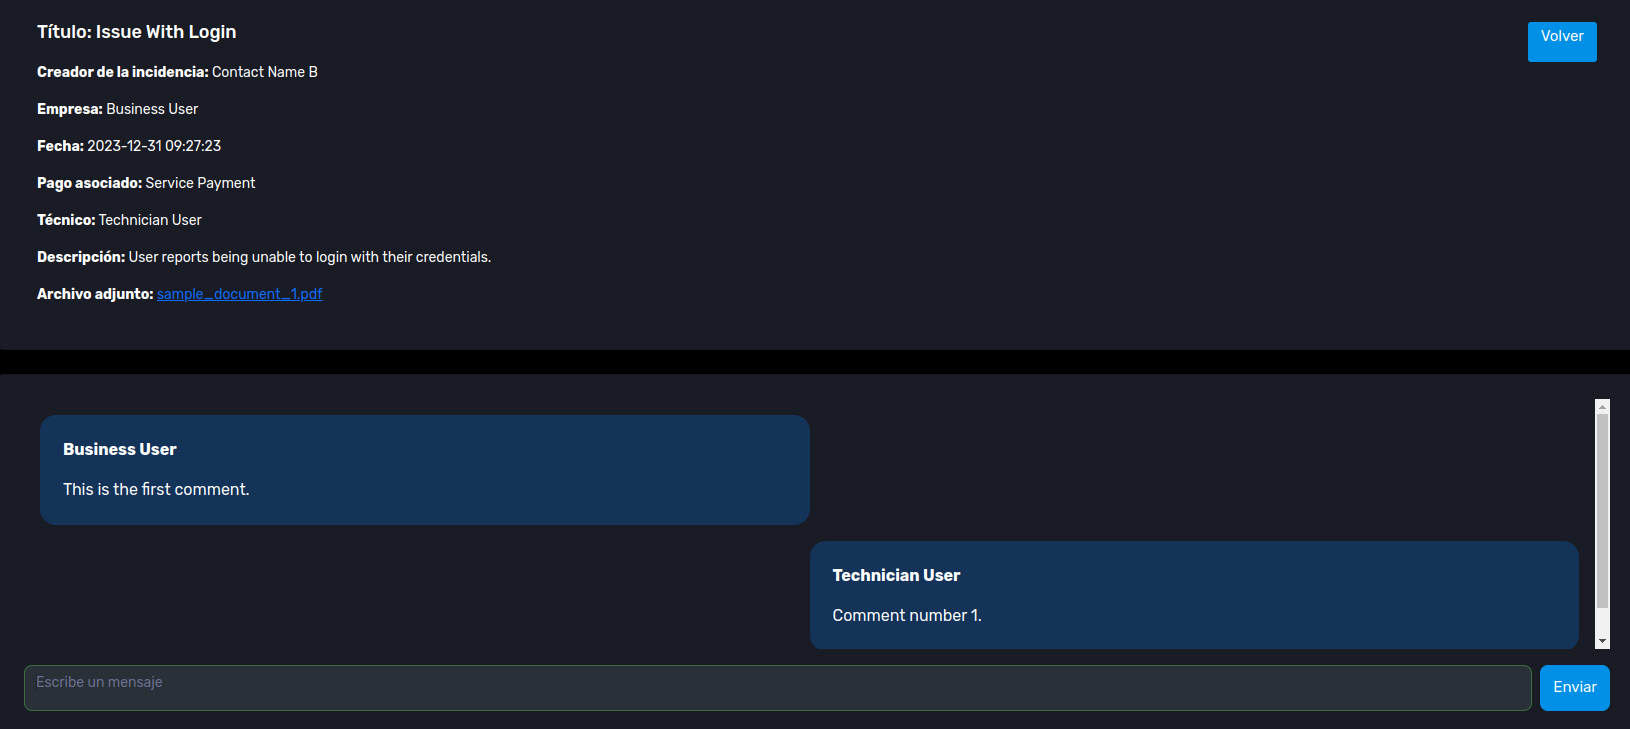 Título: Issue With Login
Volver
Creador de la incidencia: Contact Name B
Empresa: Business User
Fecha: 2023-12-31 09:27:23
Pago asociado: Service Payment
Técnico: Technician User
Descripción: User reports being unable to login with their credentials.
Archivo adjunto: sample_document_1.pdf
Business User
This is the first comment.
Technician User
Comment number 1.
Escribe un mensaje
Enviar